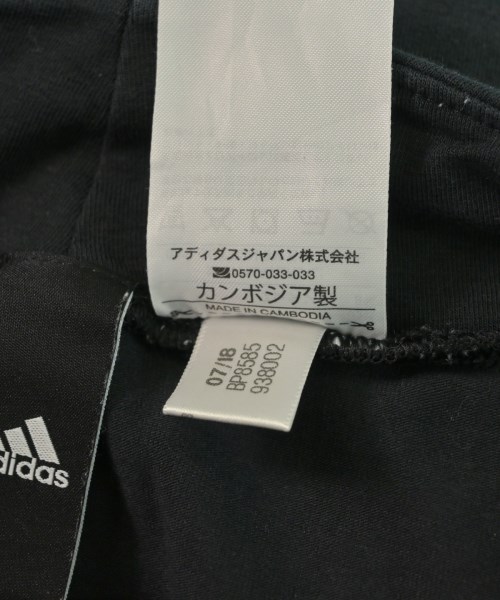 アディダスジャパン株式会社
0570-033-033
カンボジア製
MADE IN CAMBODIA
07/18
BP8585
938002
adidas